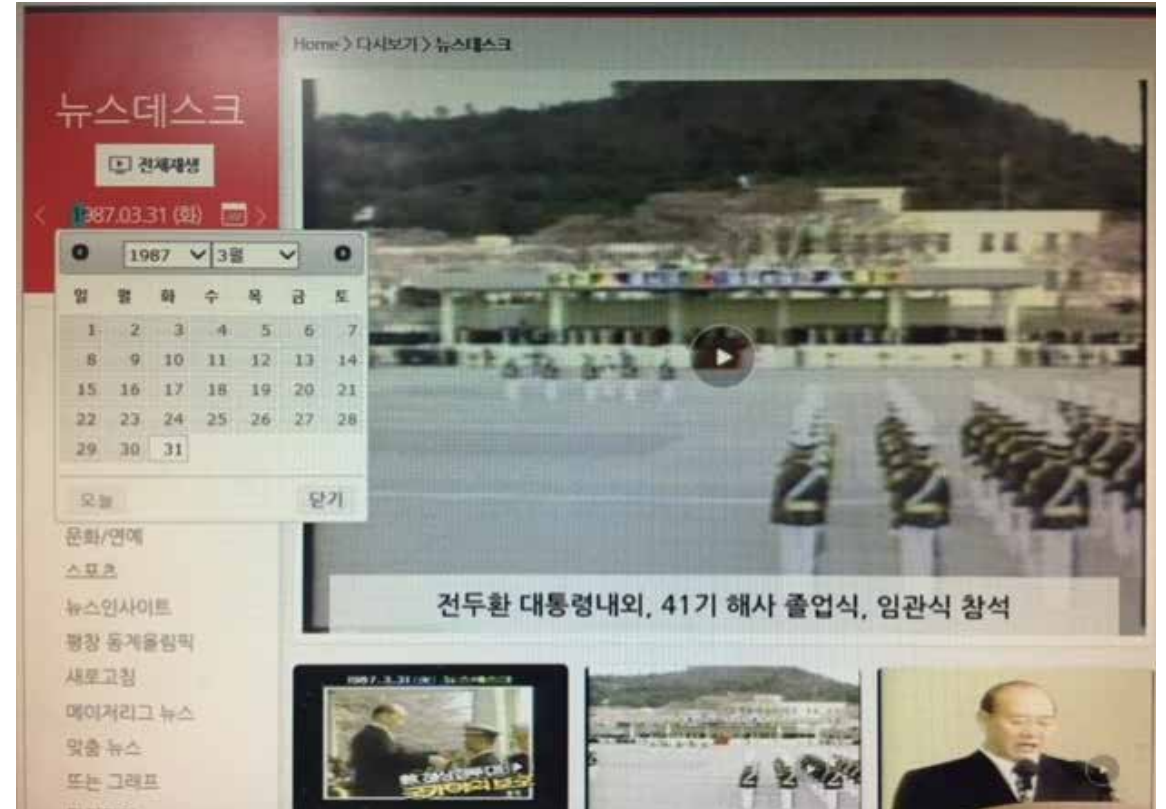 Home > 다시보기 > 뉴스데스크
뉴스데스크
전체재생
< 1987.03.31 (화) >
1987 3월
일 월 화 수 목 금 토
1 2 3 4 5 6 7
8 9 10 11 12 13 14
15 16 17 18 19 20 21
22 23 24 25 26 27 28
29 30 31
오늘 닫기
문화/연예
스포츠
뉴스인사이트
평창 동계올림픽
새로고침
메이저리그 뉴스
맞춤 뉴스
뜨는 그래프
전두환 대통령내외, 41기 해사 졸업식, 임관식 참석
1987.3.31 뉴스데스크